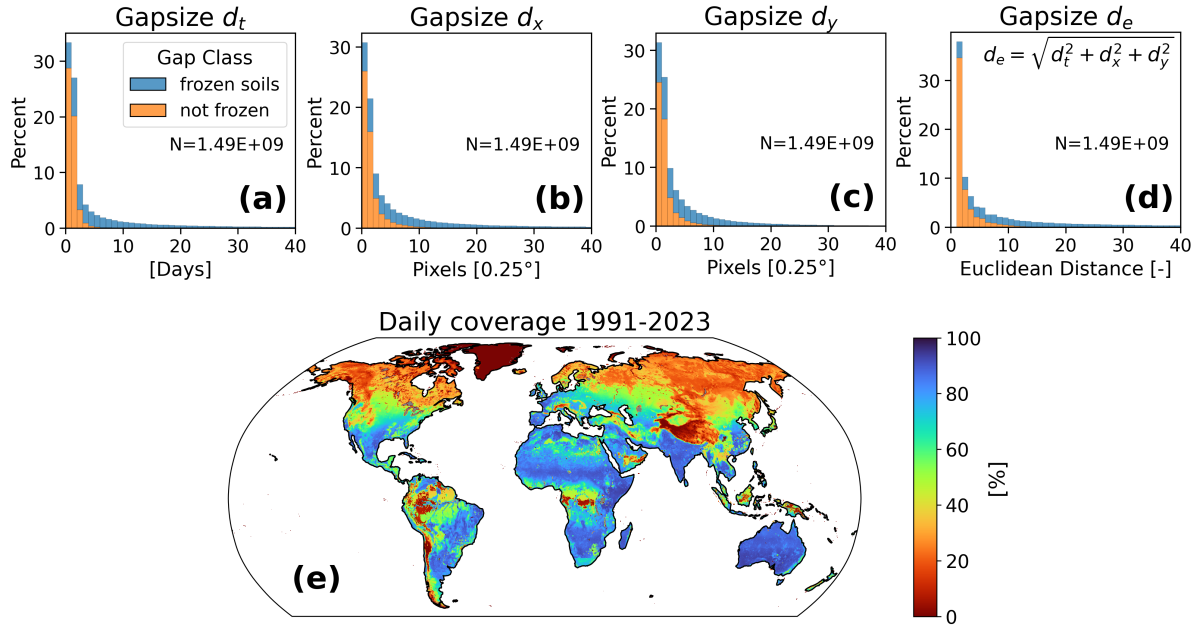 Gapsize d_t
Gapsize d_x
Gapsize d_y
Gapsize d_e
Percent
30
20
10
0
0 10 20 30 40
[Days]
Gap Class
frozen soils
not frozen
N=1.49E+09
(a)
Percent
30
20
10
0
0 10 20 30 40
Pixels [0.25°]
N=1.49E+09
(b)
Percent
30
20
10
0
0 10 20 30 40
Pixels [0.25°]
N=1.49E+09
(c)
Percent
30
20
10
0
0 10 20 30 40
Euclidean Distance [-]
d_e = √(d_t² + d_x² + d_y²)
N=1.49E+09
(d)
Daily coverage 1991-2023
(e)
100
80
60
40
20
0
[%]